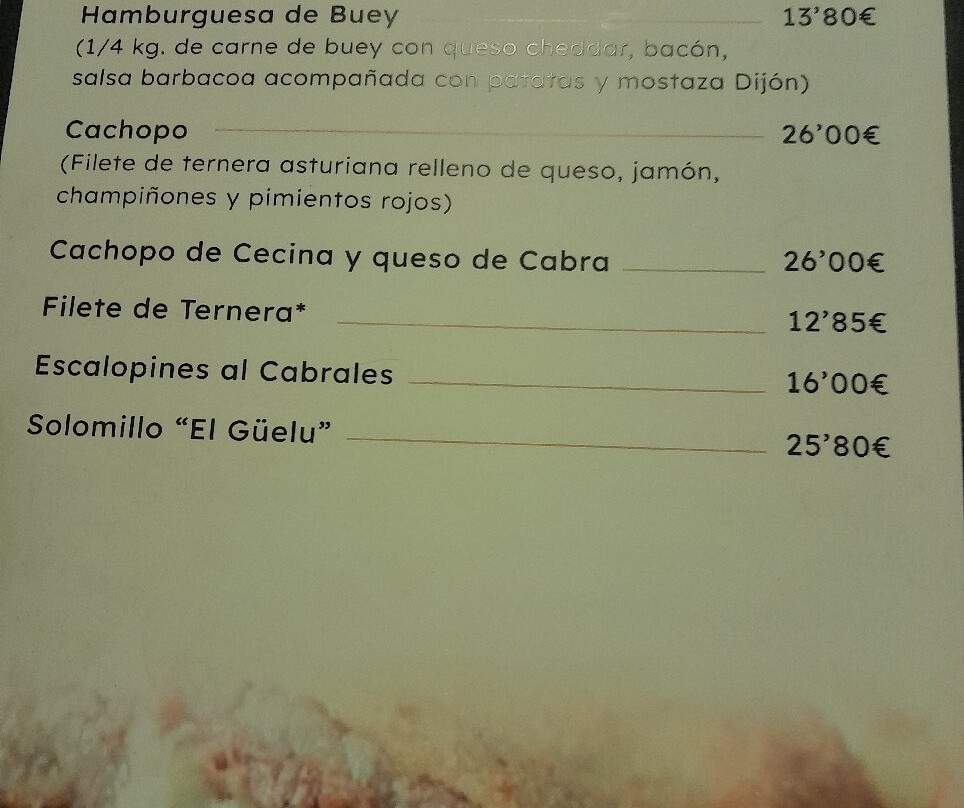 Hamburguesa de Buey 13'80€
(1/4 kg. de carne de buey con queso cheddar, bacón,
salsa barbacoa acompañada con patatas y mostaza Dijón)
Cachopo 26'00€
(Filete de ternera asturiana relleno de queso, jamón,
champiñones y pimientos rojos)
Cachopo de Cecina y queso de Cabra 26'00€
Filete de Ternera* 12'85€
Escalopines al Cabrales 16'00€
Solomillo “El Güelu” 25'80€